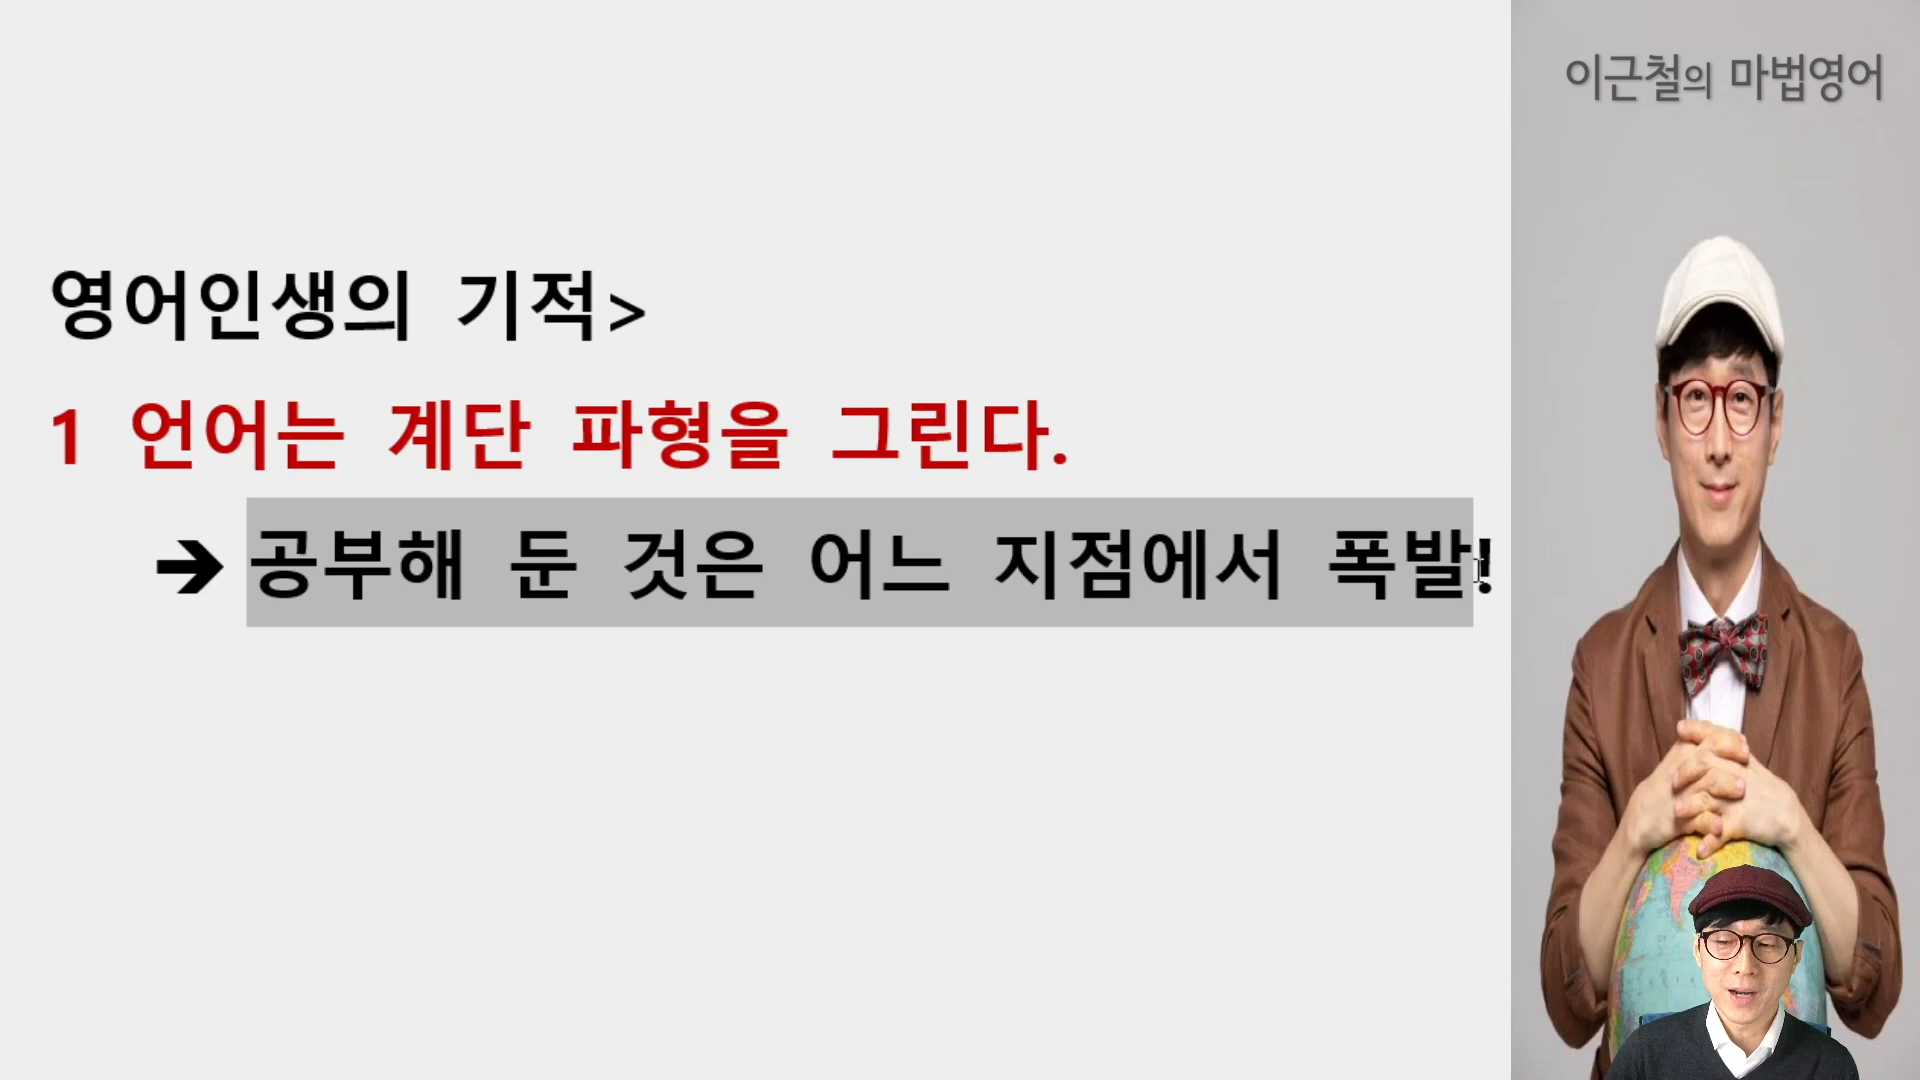 이근철의 마법영어
영어인생의 기적>
1 언어는 계단 파형을 그린다.
➔ 공부해 둔 것은 어느 지점에서 폭발!